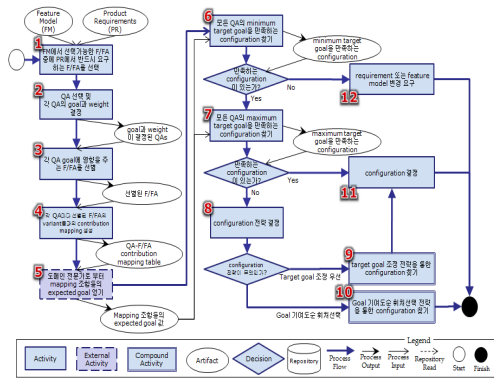 Feature
Model
(FM)
Product
Requirements
(PR)
1
FM에서 선택가능한 F/FA
중에 PR에서 반드시 요구
하는 F/FA를 선택
2
QA 선택 및
각 QA의 goal과 weight
결정
goal과 weight
이 결정된 QAs
3
각 QA goal에 영향을 주
는 F/FA를 선별
선별된 F/FA
4
각 QA마다 선별된 F/FA의
variant들과의 contribution
mapping 생성
QA-F/FA
contribution
mapping table
5
도메인 전문가로 부터
mapping 조합들의
expected goal 얻기
Mapping 조합들의
expected goal 값
6
모든 QA의 minimum
target goal을 만족하는
configuration 찾기
minimum target
goal을 만족하는
configuration
만족하는
configuration
이 있는가?
No
Yes
requirement 또는 feature
model 변경 요구
12
7
모든 QA의 maximum
target goal을 만족하는
configuration 찾기
maximum target
goal을 만족하는
configuration
만족하는
configuration
이 있는가?
Yes
No
configuration 결정
11
8
configuration 전략 결정
configuration
전략이 무엇인가?
Target goal 조정 우선
9
target goal 조정 전략을 통한
configuration 찾기
Goal 기여도순 휘차선택
10
Goal 기여도순 휘차선택 전략
을 통한 configuration 찾기
Legend
Activity
External
Activity
Compound
Activity
Artifact
Decision
Repository
Process
Flow
Process
Output
Process
Input
Repository
Read
Start
Finish